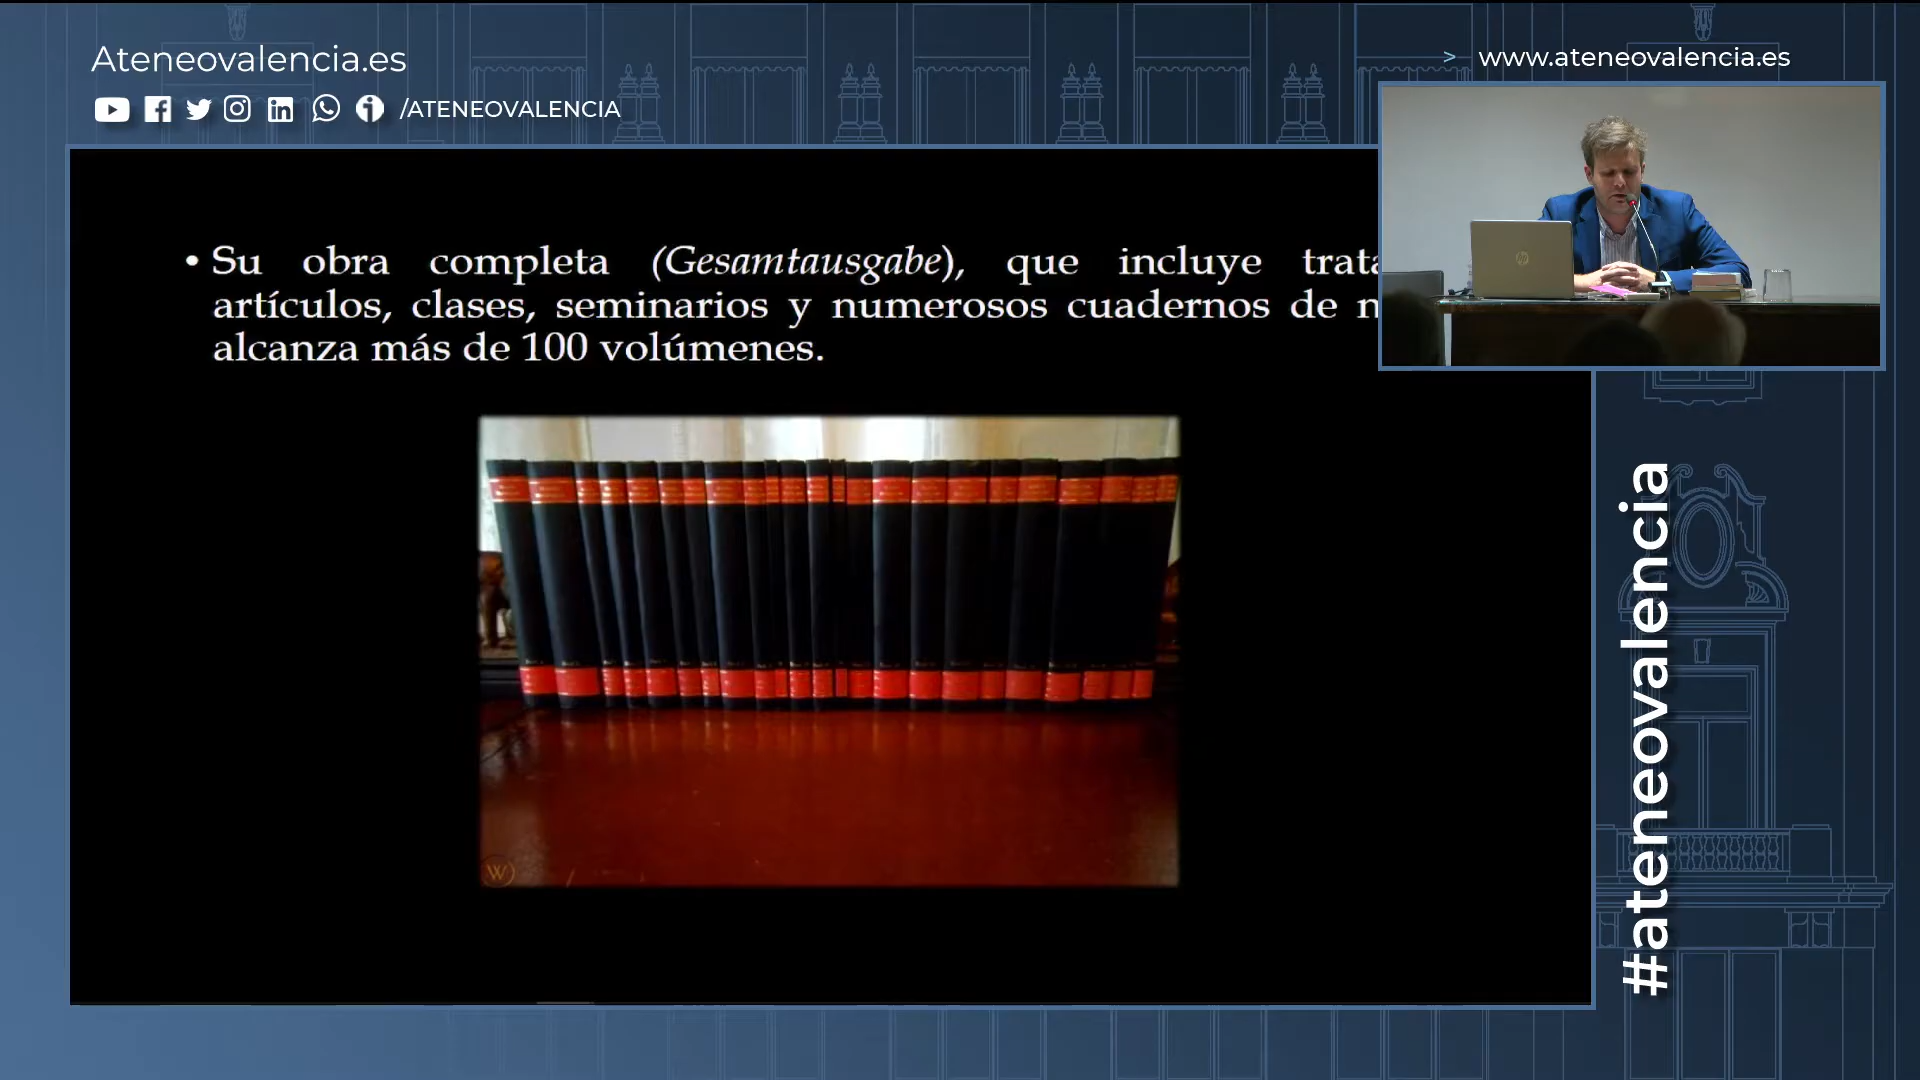 Ateneovalencia.es
/ATENEOVALENCIA
> www.ateneovalencia.es
• Su obra completa (Gesamtausgabe), que incluye
artículos, clases, seminarios y numerosos cuadernos de
alcanza más de 100 volúmenes.
#ateneovalencia
hp
W